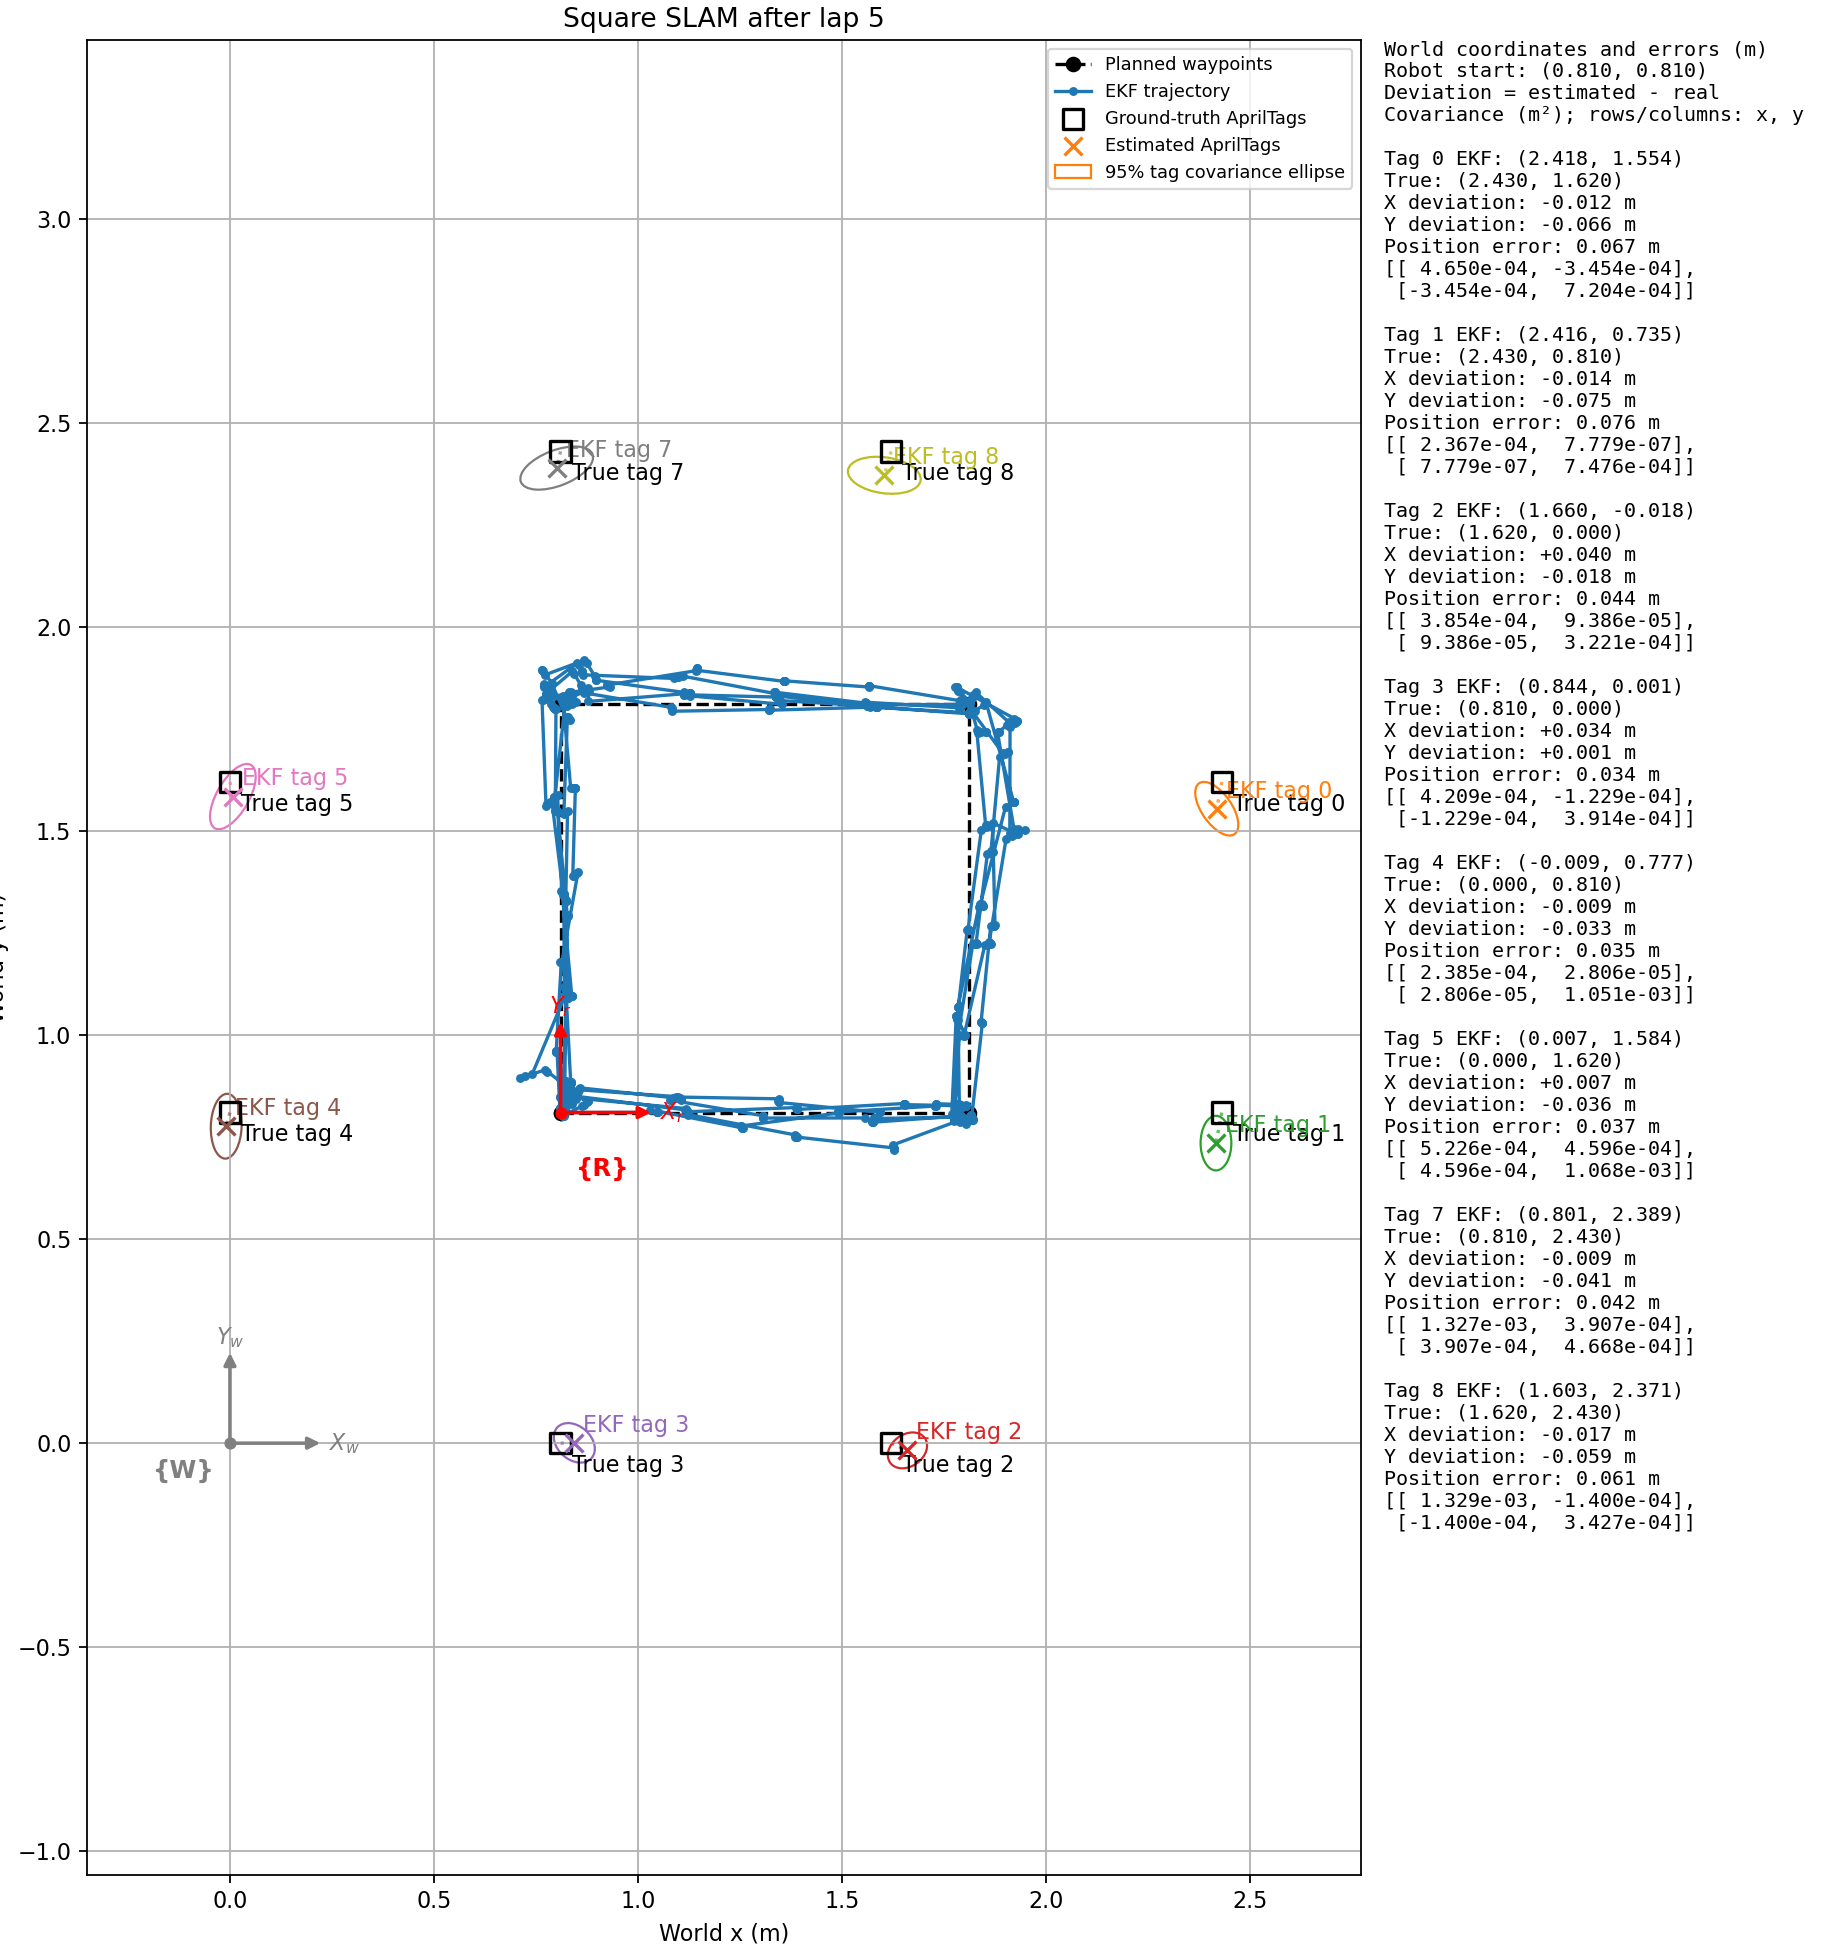 Square SLAM after lap 5
Planned waypoints
EKF trajectory
Ground-truth AprilTags
Estimated AprilTags
95% tag covariance ellipse
3.0
2.5
2.0
1.5
1.0
0.5
0.0
−0.5
−1.0
EKF tag 7
True tag 7
EKF tag 8
True tag 8
EKF tag 5
True tag 5
EKF tag 0
True tag 0
EKF tag 4
True tag 4
EKF tag 1
True tag 1
{R}
Yw
Xw
{W}
EKF tag 3
True tag 3
EKF tag 2
True tag 2
0.0
0.5
1.0
1.5
2.0
2.5
World x (m)
World coordinates and errors (m)
Robot start: (0.810, 0.810)
Deviation = estimated - real
Covariance (m²); rows/columns: x, y
Tag 0 EKF: (2.418, 1.554)
True: (2.430, 1.620)
X deviation: -0.012 m
Y deviation: -0.066 m
Position error: 0.067 m
[[ 4.650e-04, -3.454e-04],
[-3.454e-04, 7.204e-04]]
Tag 1 EKF: (2.416, 0.735)
True: (2.430, 0.810)
X deviation: -0.014 m
Y deviation: -0.075 m
Position error: 0.076 m
[[ 2.367e-04, 7.779e-07],
[ 7.779e-07, 7.476e-04]]
Tag 2 EKF: (1.660, -0.018)
True: (1.620, 0.000)
X deviation: +0.040 m
Y deviation: -0.018 m
Position error: 0.044 m
[[ 3.854e-04, 9.386e-05],
[ 9.386e-05, 3.221e-04]]
Tag 3 EKF: (0.844, 0.001)
True: (0.810, 0.000)
X deviation: +0.034 m
Y deviation: +0.001 m
Position error: 0.034 m
[[ 4.209e-04, -1.229e-04],
[-1.229e-04, 3.914e-04]]
Tag 4 EKF: (-0.009, 0.777)
True: (0.000, 0.810)
X deviation: -0.009 m
Y deviation: -0.033 m
Position error: 0.035 m
[[ 2.385e-04, 2.806e-05],
[ 2.806e-05, 1.051e-03]]
Tag 5 EKF: (0.007, 1.584)
True: (0.000, 1.620)
X deviation: +0.007 m
Y deviation: -0.036 m
Position error: 0.037 m
[[ 5.226e-04, 4.596e-04],
[ 4.596e-04, 1.068e-03]]
Tag 7 EKF: (0.801, 2.389)
True: (0.810, 2.430)
X deviation: -0.009 m
Y deviation: -0.041 m
Position error: 0.042 m
[[ 1.327e-03, 3.907e-04],
[ 3.907e-04, 4.668e-04]]
Tag 8 EKF: (1.603, 2.371)
True: (1.620, 2.430)
X deviation: -0.017 m
Y deviation: -0.059 m
Position error: 0.061 m
[[ 1.329e-03, -1.400e-04],
[-1.400e-04, 3.427e-04]]